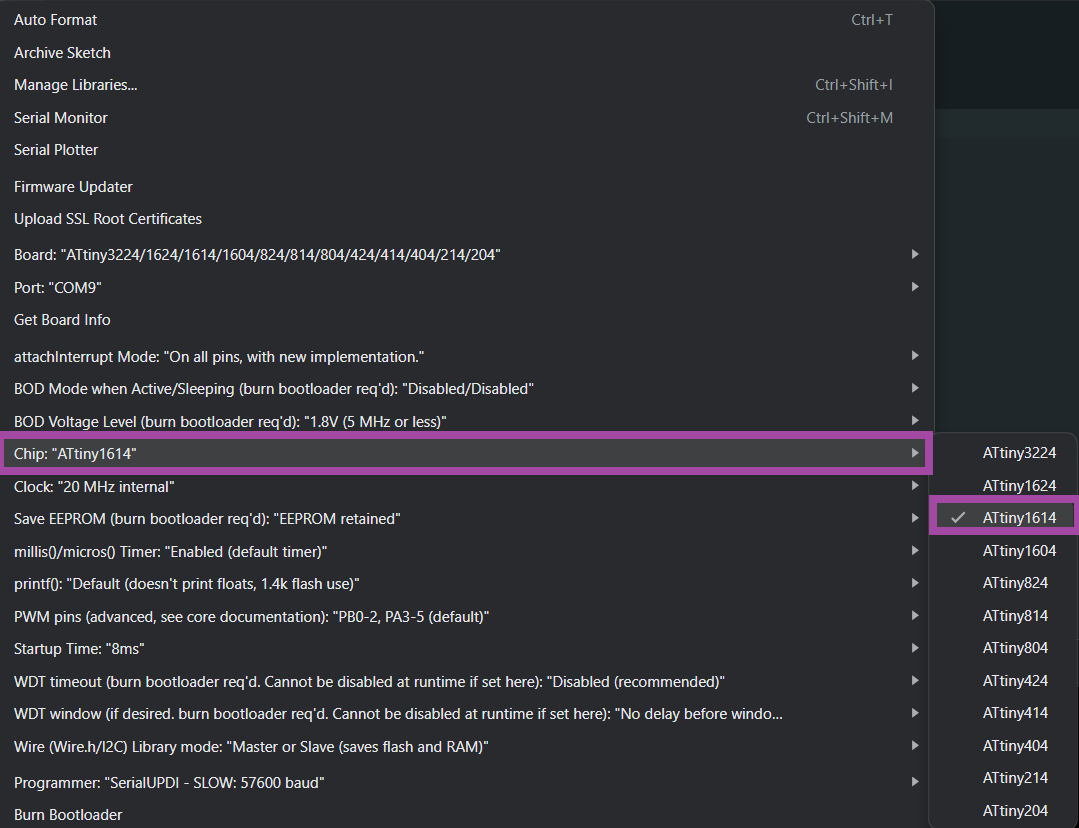 Auto Format Ctrl+T
Archive Sketch
Manage Libraries... Ctrl+Shift+I
Serial Monitor Ctrl+Shift+M
Serial Plotter
Firmware Updater
Upload SSL Root Certificates
Board: "ATtiny3224/1624/1614/1604/824/814/804/424/414/404/214/204"
Port: "COM9"
Get Board Info
attachInterrupt Mode: "On all pins, with new implementation."
BOD Mode when Active/Sleeping (burn bootloader req'd): "Disabled/Disabled"
BOD Voltage Level (burn bootloader req'd): "1.8V (5 MHz or less)"
Chip: "ATtiny1614"
Clock: "20 MHz internal"
Save EEPROM (burn bootloader req'd): "EEPROM retained"
millis()/micros() Timer: "Enabled (default timer)"
printf(): "Default (doesn't print floats, 1.4k flash use)"
PWM pins (advanced, see core documentation): "PB0-2, PA3-5 (default)"
Startup Time: "8ms"
WDT timeout (burn bootloader req'd. Cannot be disabled at runtime if set here): "Disabled (recommended)"
WDT window (if desired. burn bootloader req'd. Cannot be disabled at runtime if set here): "No delay before windo...
Wire (Wire.h/I2C) Library mode: "Master or Slave (saves flash and RAM)"
Programmer: "SerialUPDI - SLOW: 57600 baud"
Burn Bootloader
ATtiny3224
ATtiny1624
ATtiny1614
ATtiny1604
ATtiny824
ATtiny814
ATtiny804
ATtiny424
ATtiny414
ATtiny404
ATtiny214
ATtiny204